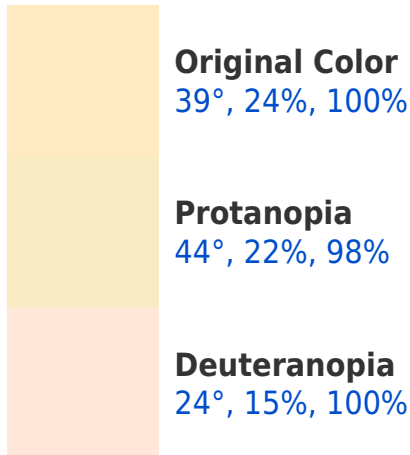 Original Color
39°, 24%, 100%
Protanopia
44°, 22%, 98%
Deuteranopia
24°, 15%, 100%